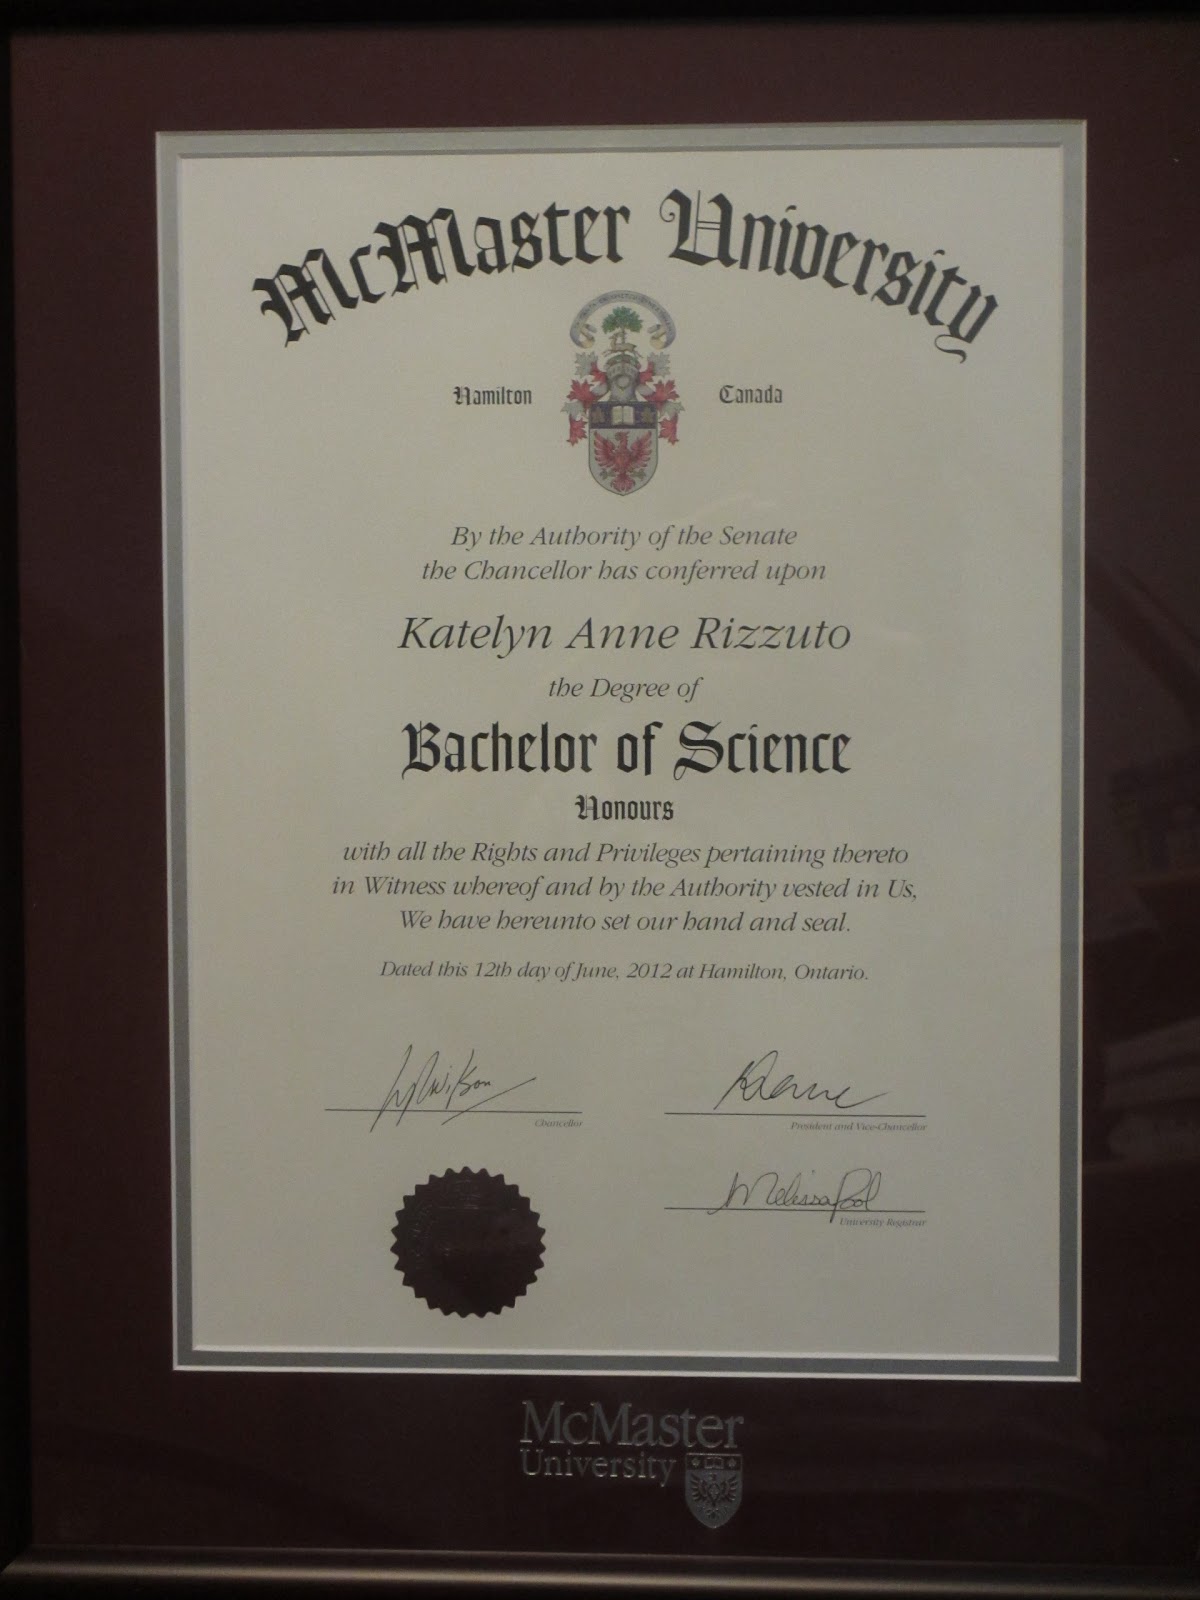 McMaster University
Hamilton Canada
By the Authority of the Senate
the Chancellor has conferred upon
Katelyn Anne Rizzuto
the Degree of
Bachelor of Science
Honours
with all the Rights and Privileges pertaining thereto
in Witness whereof and by the Authority vested in Us,
We have hereunto set our hand and seal.
Dated this 12th day of June, 2012 at Hamilton, Ontario.
Chancellor
President and Vice-Chancellor
Melissa Pool
University Registrar
McMaster
University